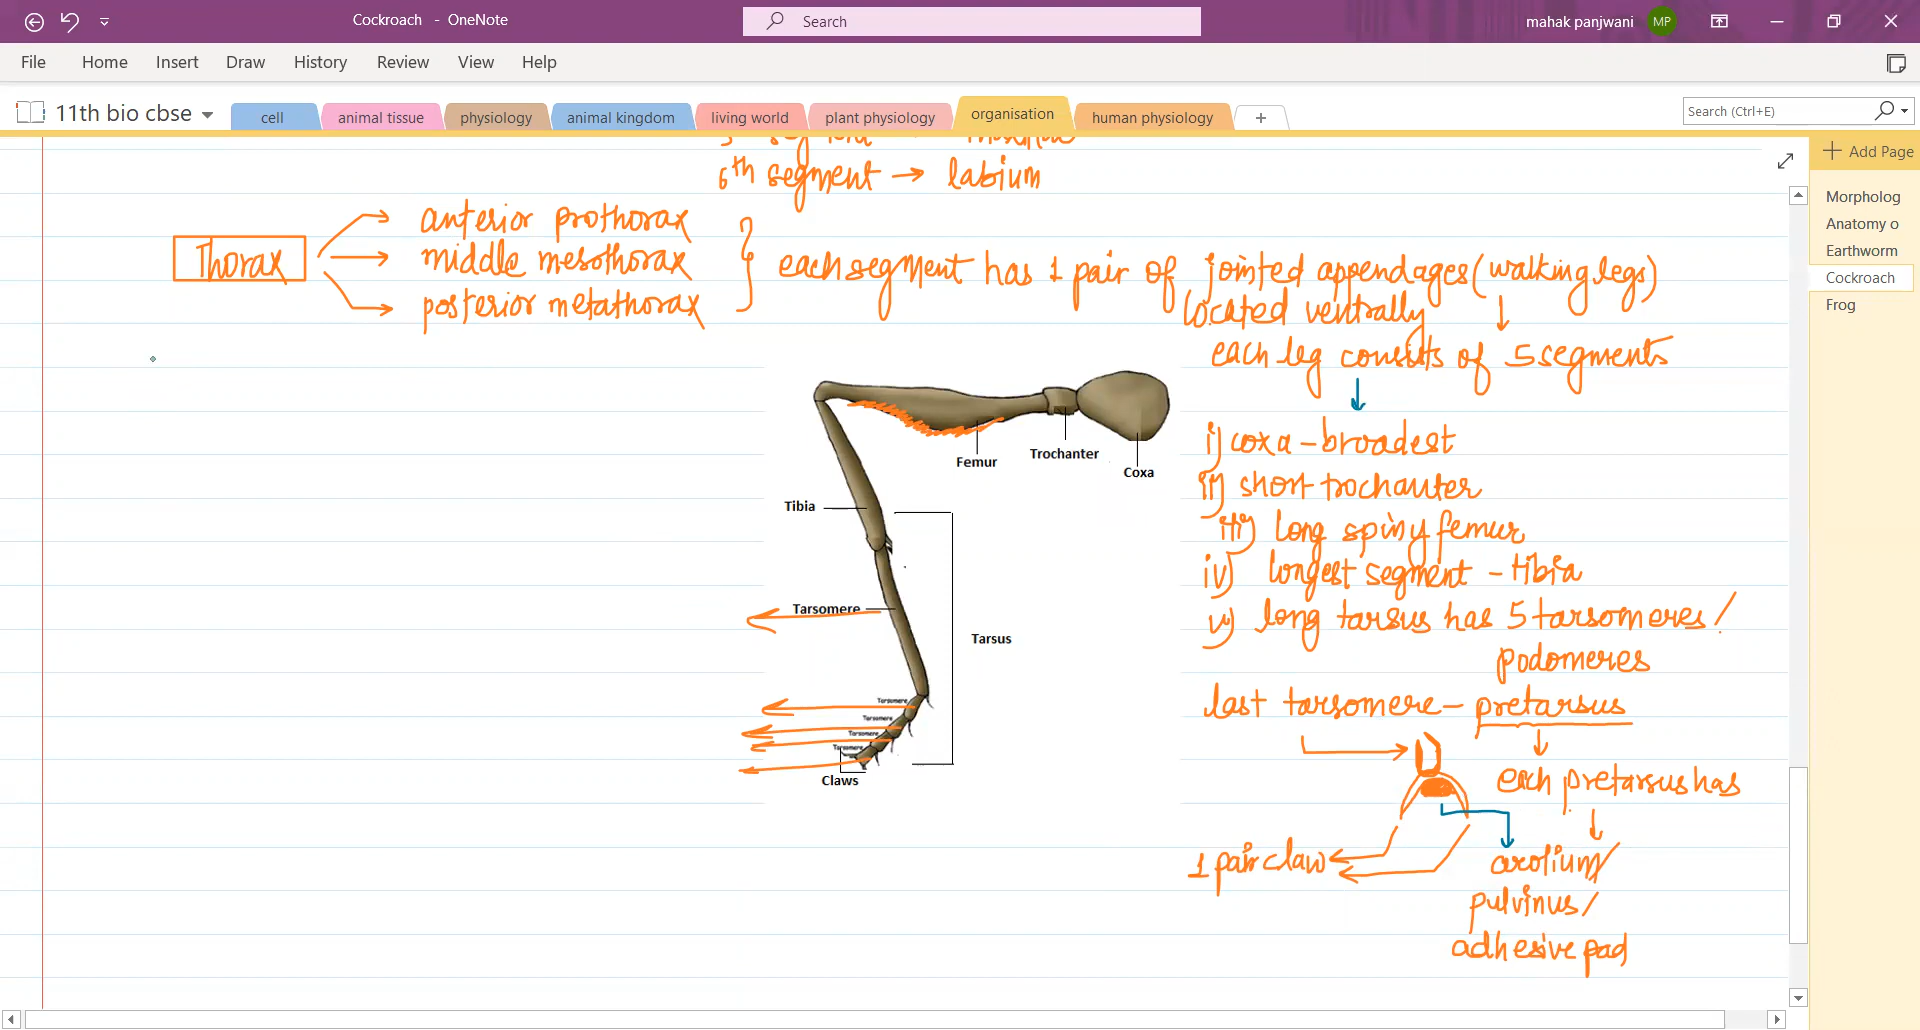 Cockroach - OneNote
Search
mahak panjwani MP
File Home Insert Draw History Review View Help
11th bio cbse
cell animal tissue physiology animal kingdom living world plant physiology organisation human physiology +
Search (Ctrl+E)
Add Page
Morpholog
Anatomy o
Earthworm
Cockroach
Frog
6th segment → labium
Thorax
anterior prothorax
middle mesothorax
posterior metathorax
each segment has 1 pair of jointed appendages (walking legs)
located ventrally
each leg consists of 5 segments
i) coxa - broadest
ii) short trochanter
iii) long spiny femur
iv) longest segment - tibia
v) long tarsus has 5 tarsomeres /
podomeres
last tarsomere - pretarsus
each pretarsus has
1 pair claw
arolium/
pulvinus/
adhesive pad
Femur
Trochanter
Coxa
Tibia
Tarsomere
Tarsus
Tarsomere
Tarsomere
Tarsomere
Tarsomere
Claws